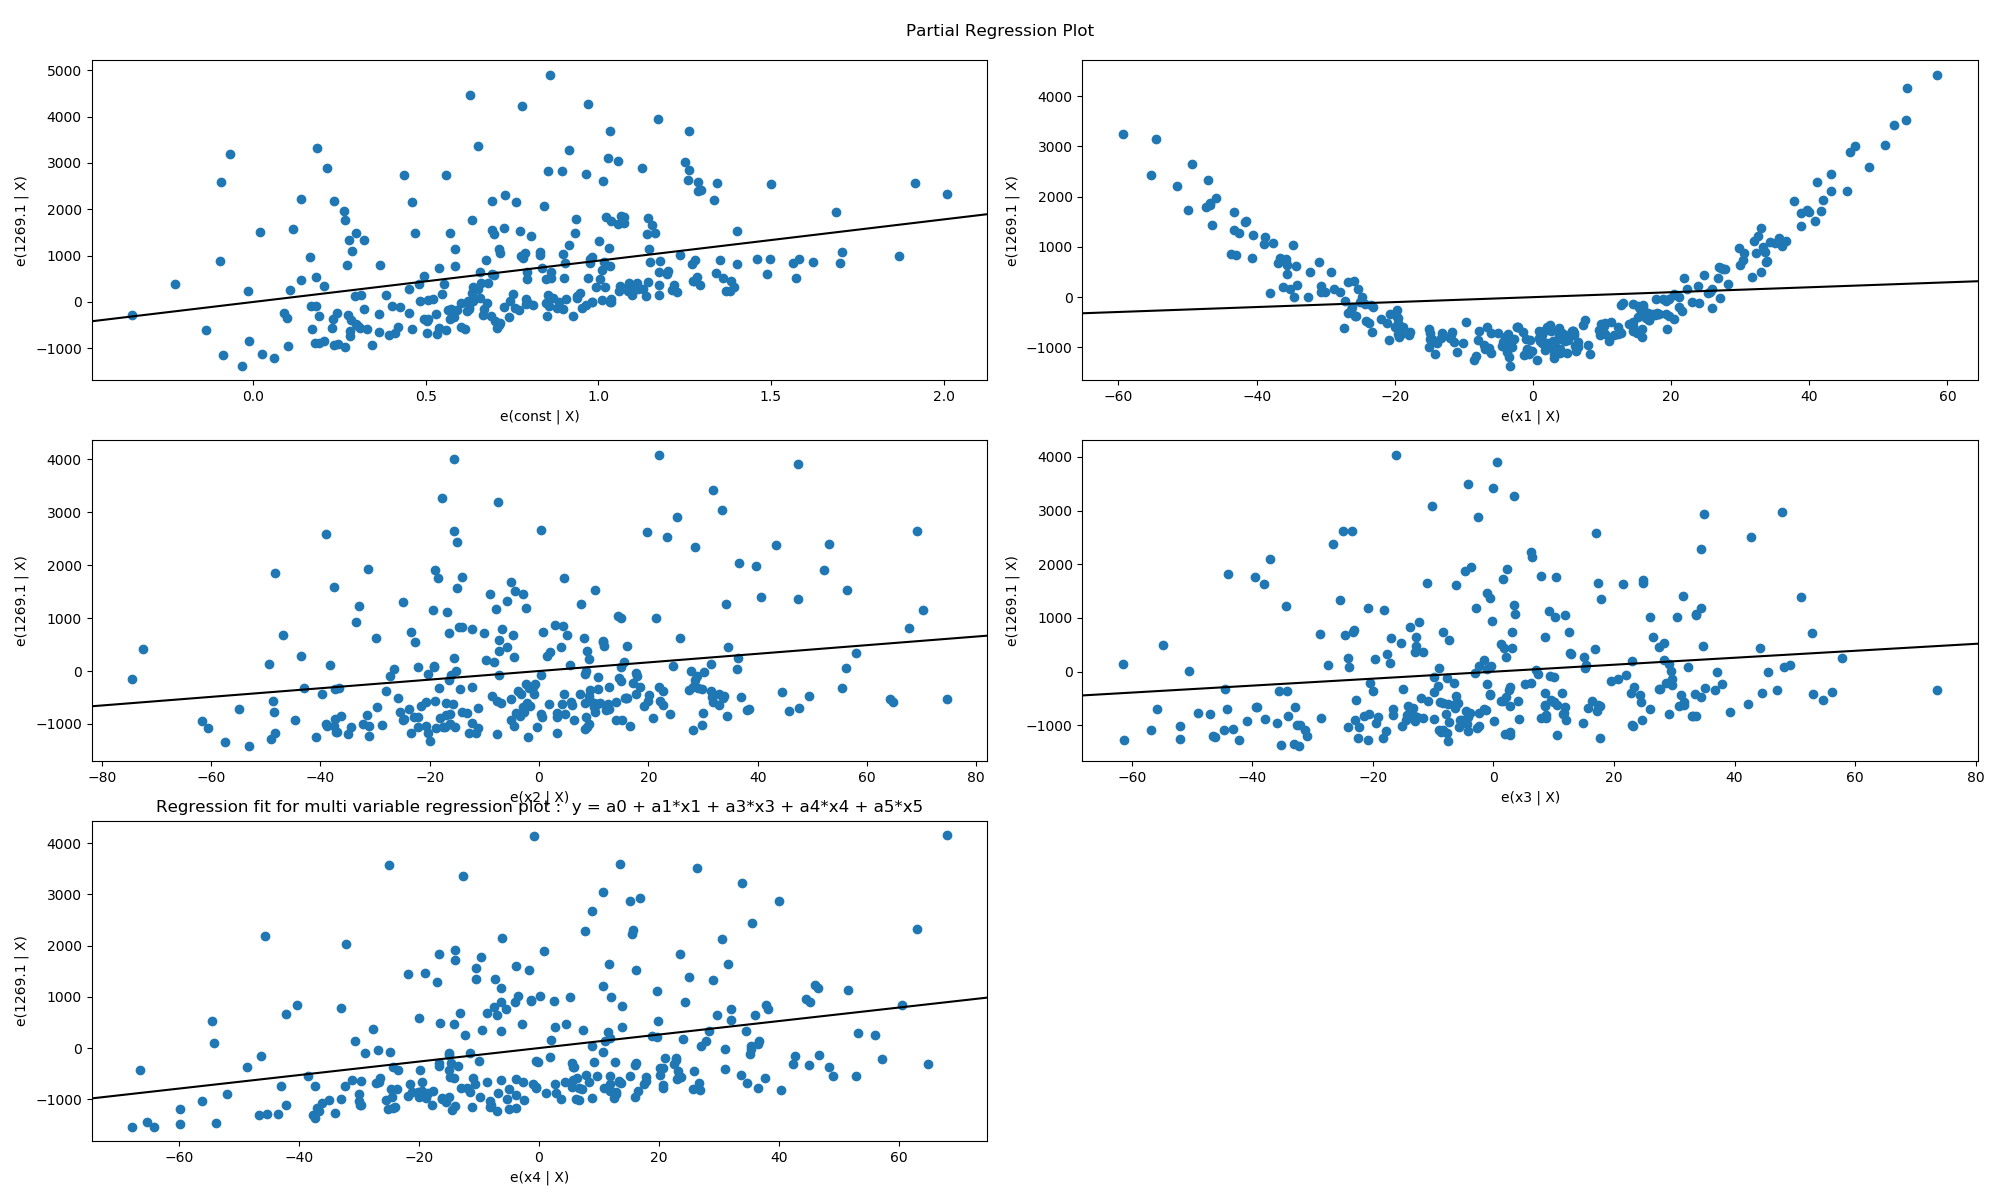 Partial Regression Plot
5000
4000
3000
2000
1000
0
−1000
e(1269.1 | X)
0.0 0.5 1.0 1.5 2.0
e(const | X)
4000
3000
2000
1000
0
−1000
e(1269.1 | X)
−60 −40 −20 0 20 40 60
e(x1 | X)
4000
3000
2000
1000
0
−1000
e(1269.1 | X)
−80 −60 −40 −20 0 20 40 60 80
e(x2 | X)
4000
3000
2000
1000
0
−1000
e(1269.1 | X)
−60 −40 −20 0 20 40 60 80
e(x3 | X)
Regression fit for multi variable regression plot : y = a0 + a1*x1 + a3*x3 + a4*x4 + a5*x5
4000
3000
2000
1000
0
−1000
e(1269.1 | X)
−60 −40 −20 0 20 40 60
e(x4 | X)